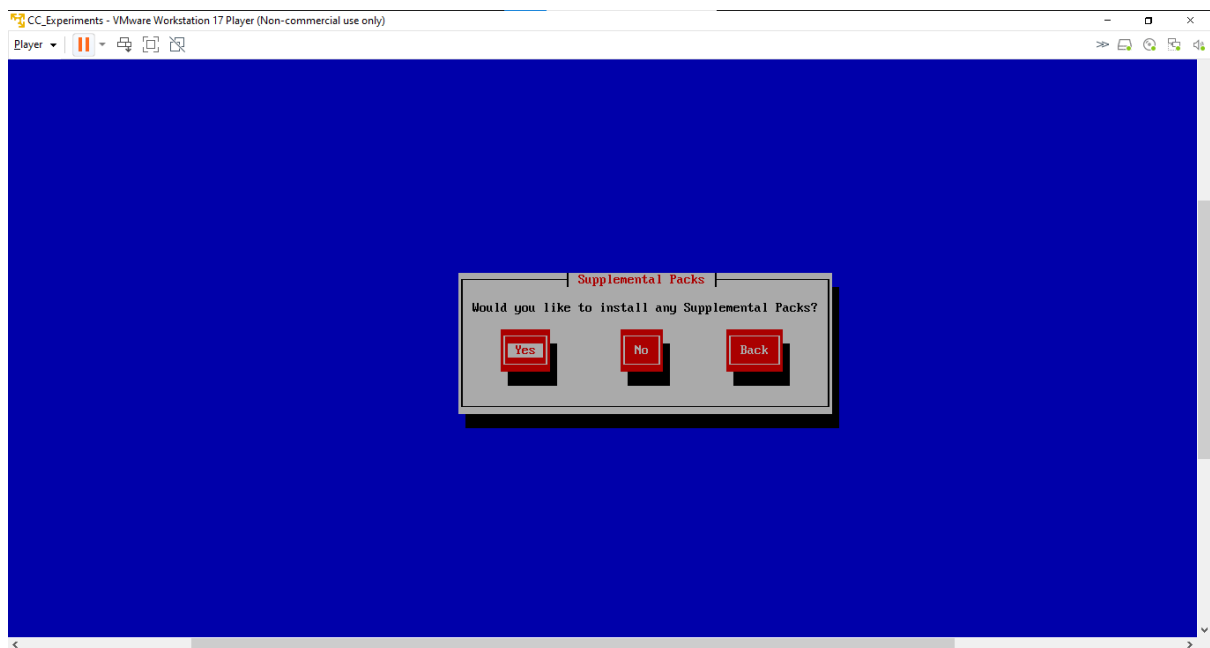 CC_Experiments - VMware Workstation 17 Player (Non-commercial use only)
Player
Supplemental Packs
Would you like to install any Supplemental Packs?
Yes No Back